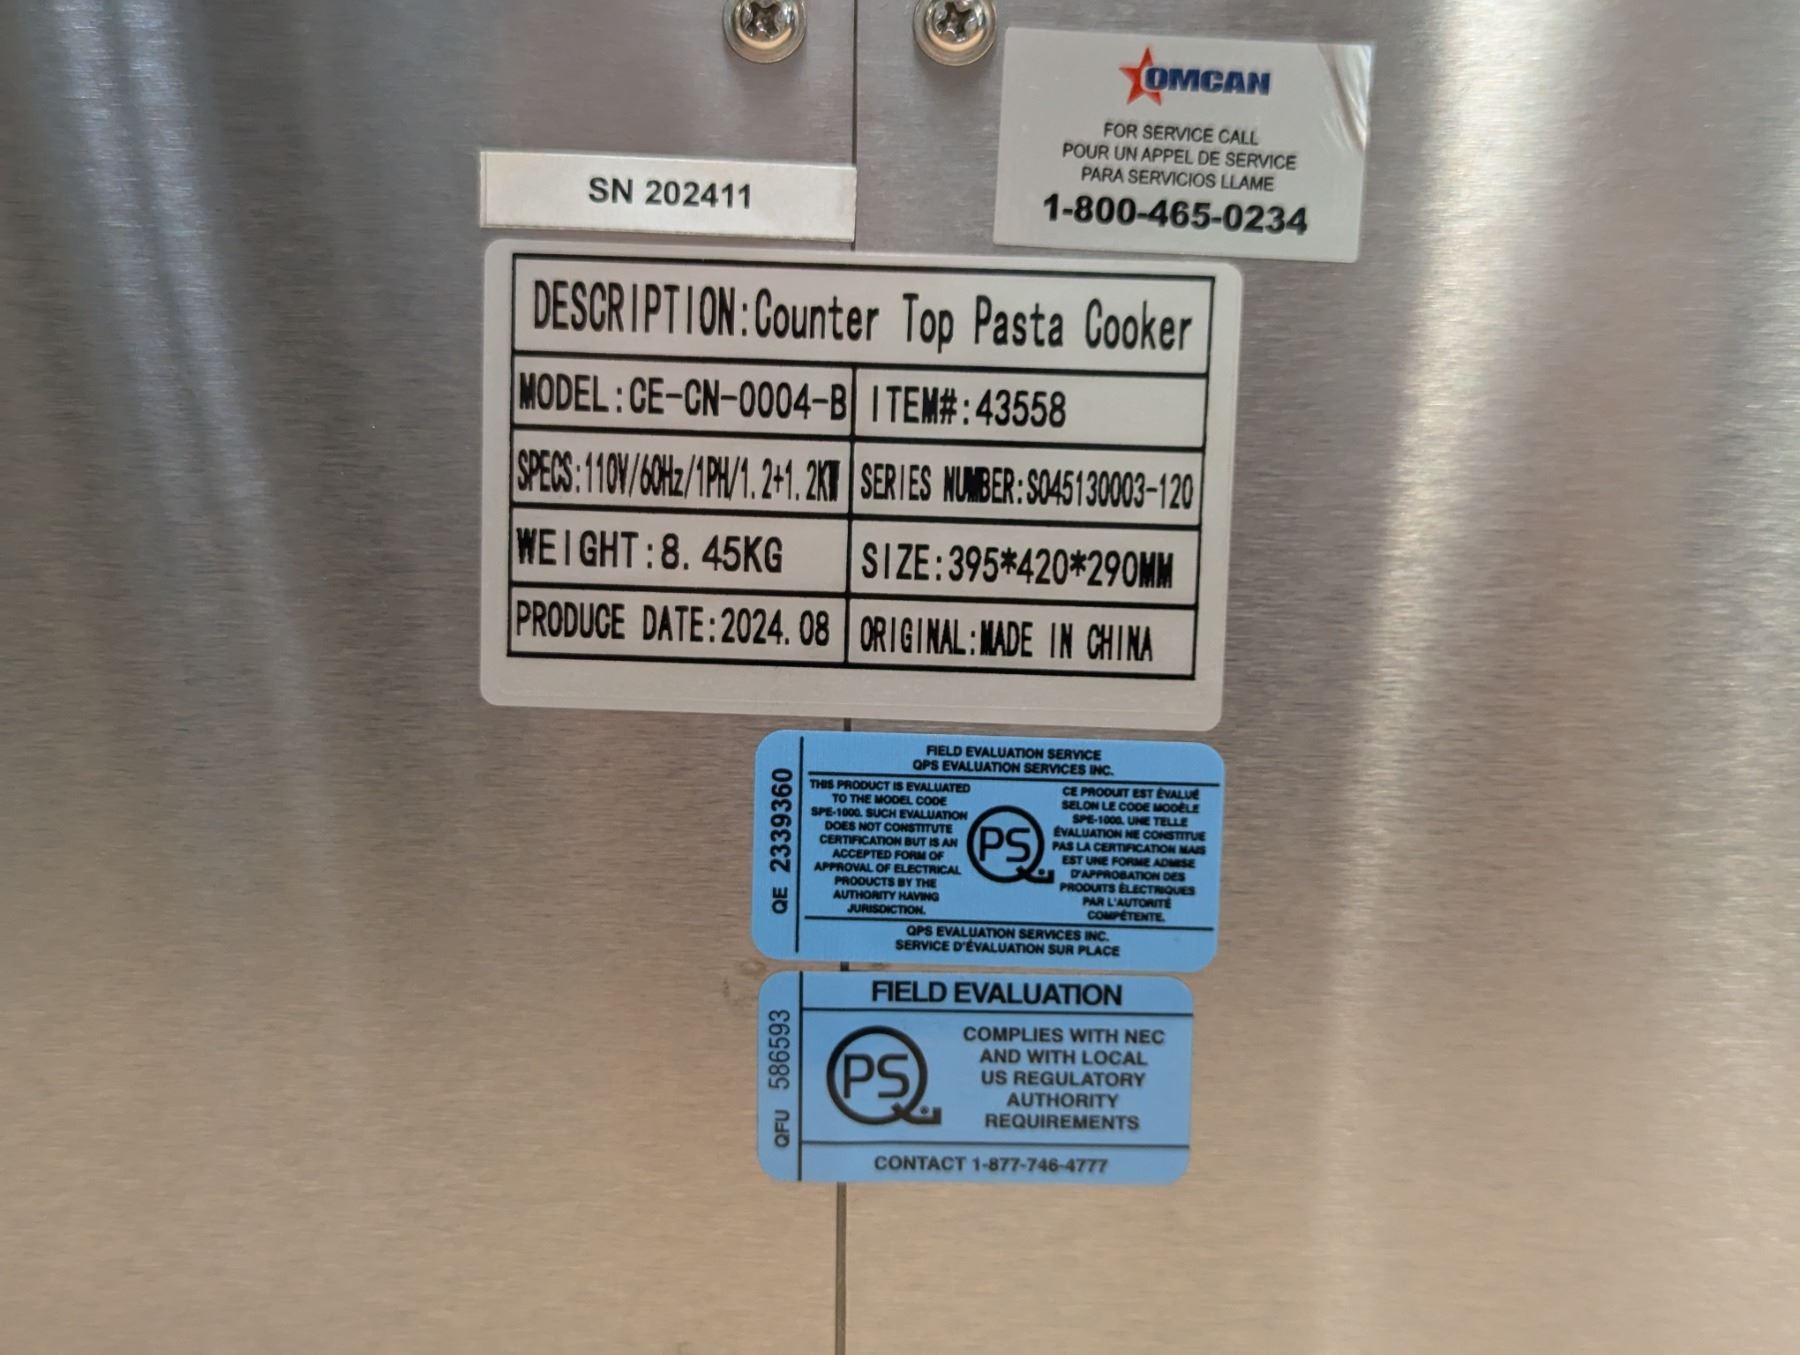 OMCAN
FOR SERVICE CALL
POUR UN APPEL DE SERVICE
PARA SERVICIOS LLAME
1-800-465-0234
SN 202411
DESCRIPTION:Counter Top Pasta Cooker
MODEL:CE-CN-0004-B ITEM#:43558
SPECS:110V/60Hz/1PH/1.2+1.2KW SERIES NUMBER:S045130003-120
WEIGHT:8.45KG SIZE:395*420*290MM
PRODUCE DATE:2024.08 ORIGINAL:MADE IN CHINA
FIELD EVALUATION SERVICE
QPS EVALUATION SERVICES INC.
QE 2339360
THIS PRODUCT IS EVALUATED
TO THE MODEL CODE
SPE-1000. SUCH EVALUATION
DOES NOT CONSTITUTE
CERTIFICATION BUT IS AN
ACCEPTED FORM OF
APPROVAL OF ELECTRICAL
PRODUCTS BY THE
AUTHORITY HAVING
JURISDICTION.
QPS
CE PRODUIT EST ÉVALUÉ
SELON LE CODE MODÈLE
SPE-1000. UNE TELLE
ÉVALUATION NE CONSTITUE
PAS LA CERTIFICATION MAIS
EST UNE FORME ADMISE
D'APPROBATION DES
PRODUITS ÉLECTRIQUES
PAR L'AUTORITÉ
COMPÉTENTE.
QPS EVALUATION SERVICES INC.
SERVICE D'ÉVALUATION SUR PLACE
FIELD EVALUATION
QFU 586593
QPS
COMPLIES WITH NEC
AND WITH LOCAL
US REGULATORY
AUTHORITY
REQUIREMENTS
CONTACT 1-877-746-4777